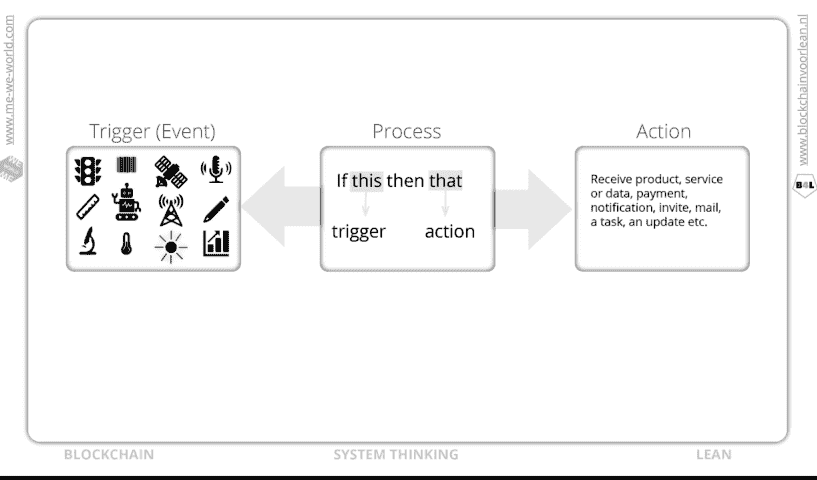 www.me-we-world.com
www.blockchainvoorlean.nl
B4L
Trigger (Event)
Process
If this then that
trigger action
Action
Receive product, service
or data, payment,
notification, invite, mail,
a task, an update etc.
BLOCKCHAIN
SYSTEM THINKING
LEAN